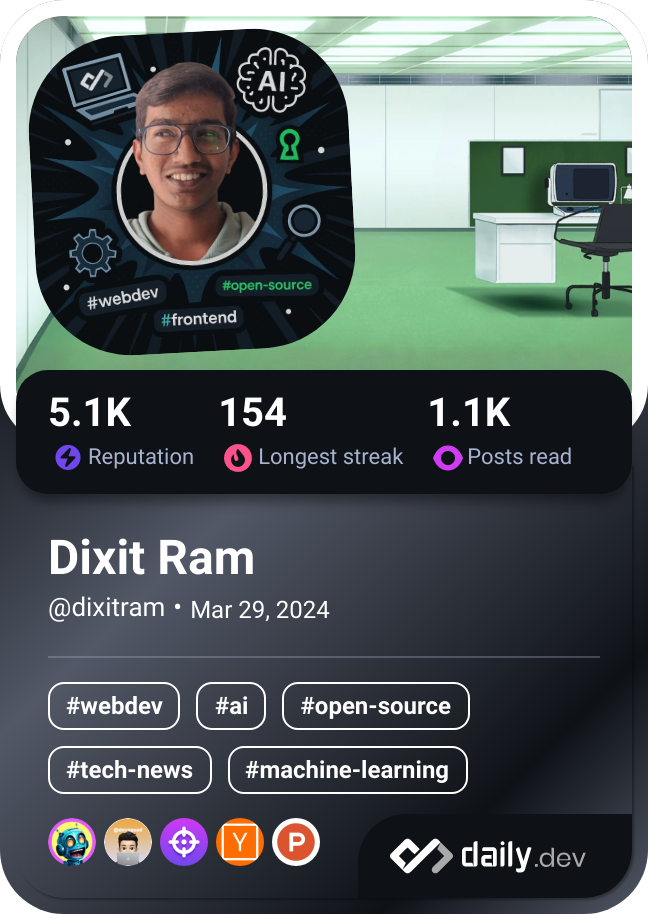 AI
#webdev
#open-source
#frontend
5.1K 154 1.1K
Reputation Longest streak Posts read
Dixit Ram
@dixitram • Mar 29, 2024
#webdev #ai #open-source
#tech-news #machine-learning
Y P
daily.dev